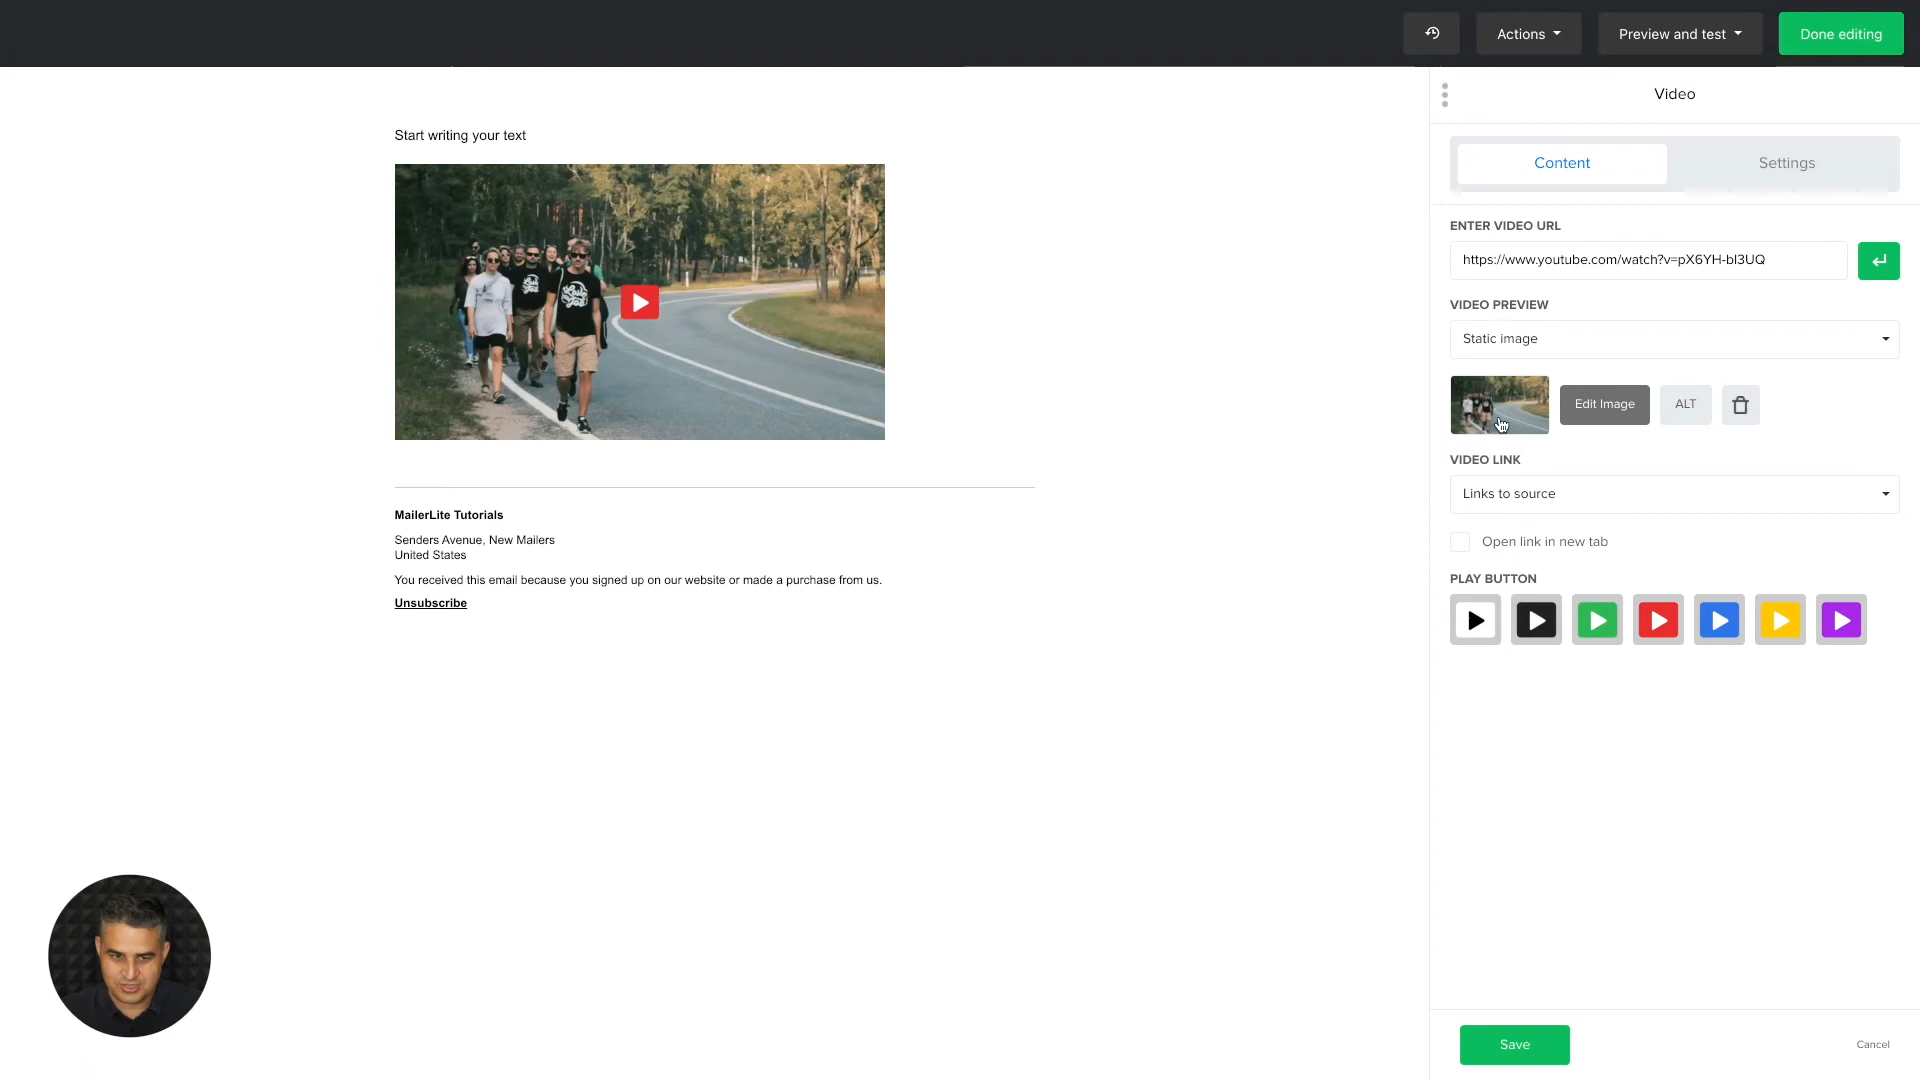 Actions
Preview and test
Done editing
Video
Content
Settings
Start writing your text
ENTER VIDEO URL
https://www.youtube.com/watch?v=pX6YH-bI3UQ
VIDEO PREVIEW
Static image
Edit Image
ALT
VIDEO LINK
Links to source
Open link in new tab
PLAY BUTTON
MailerLite Tutorials
Senders Avenue, New Mailers
United States
You received this email because you signed up on our website or made a purchase from us.
Unsubscribe
Save
Cancel